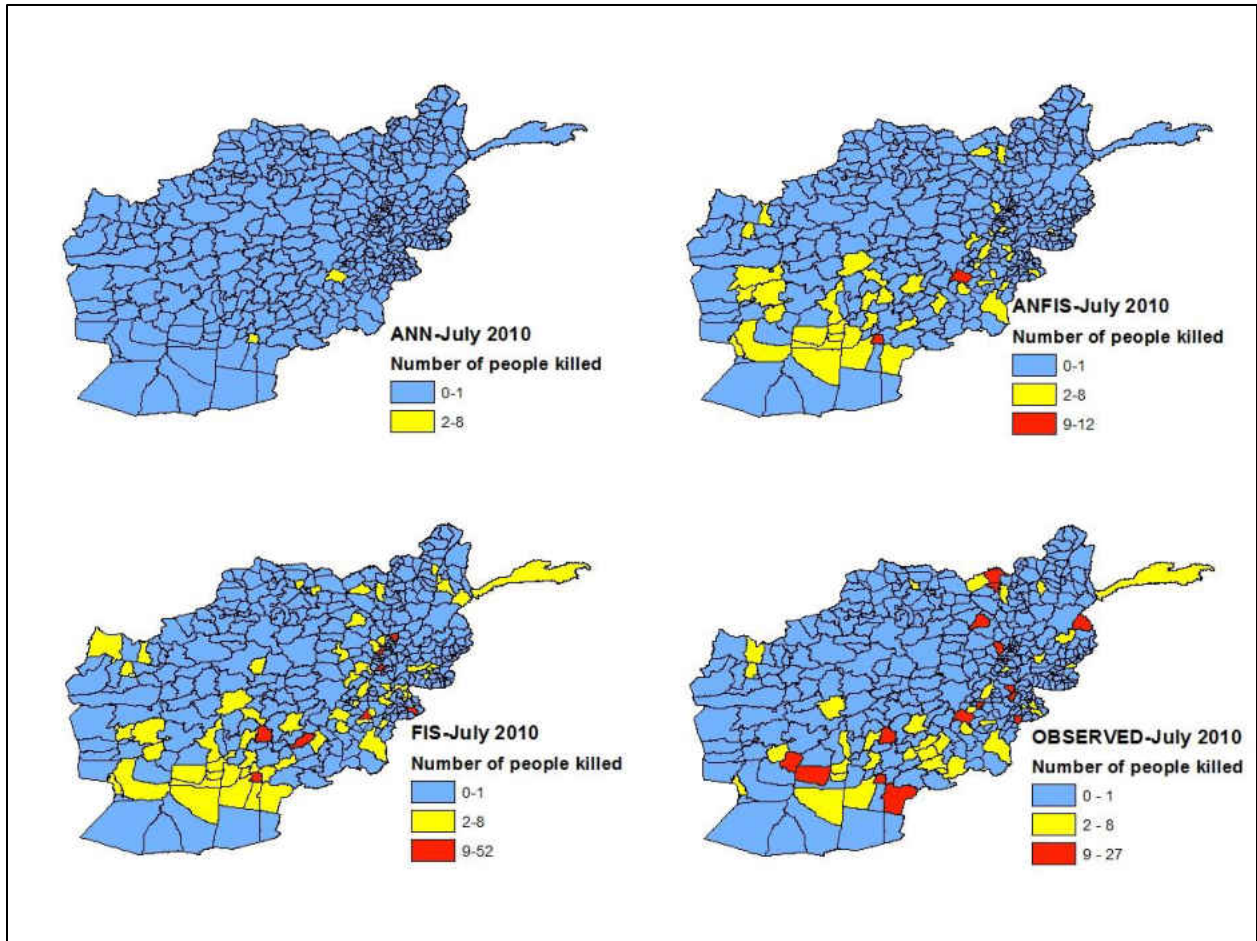 ANN-July 2010
Number of people killed
0-1
2-8
ANFIS-July 2010
Number of people killed
0-1
2-8
9-12
FIS-July 2010
Number of people killed
0-1
2-8
9-52
OBSERVED-July 2010
Number of people killed
0 - 1
2 - 8
9 - 27